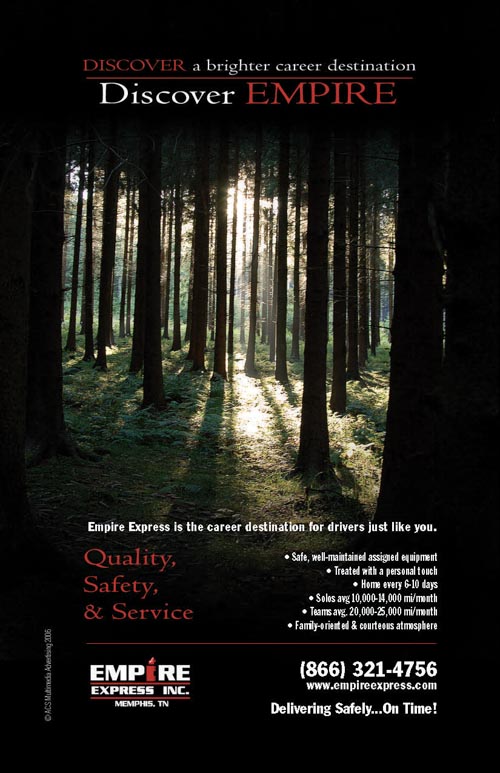 DISCOVER a brighter career destination
Discover EMPIRE
Empire Express is the career destination for drivers just like you.
Quality,
Safety,
& Service
• Safe, well-maintained assigned equipment
• Treated with a personal touch
• Home every 6-10 days
• Solos avg 10,000-14,000 mi/month
• Teams avg. 20,000-25,000 mi/month
• Family-oriented & courteous atmosphere
EMPIRE
EXPRESS INC.
MEMPHIS, TN
(866) 321-4756
www.empireexpress.com
Delivering Safely...On Time!
© ACS Multimedia Advertising 2006